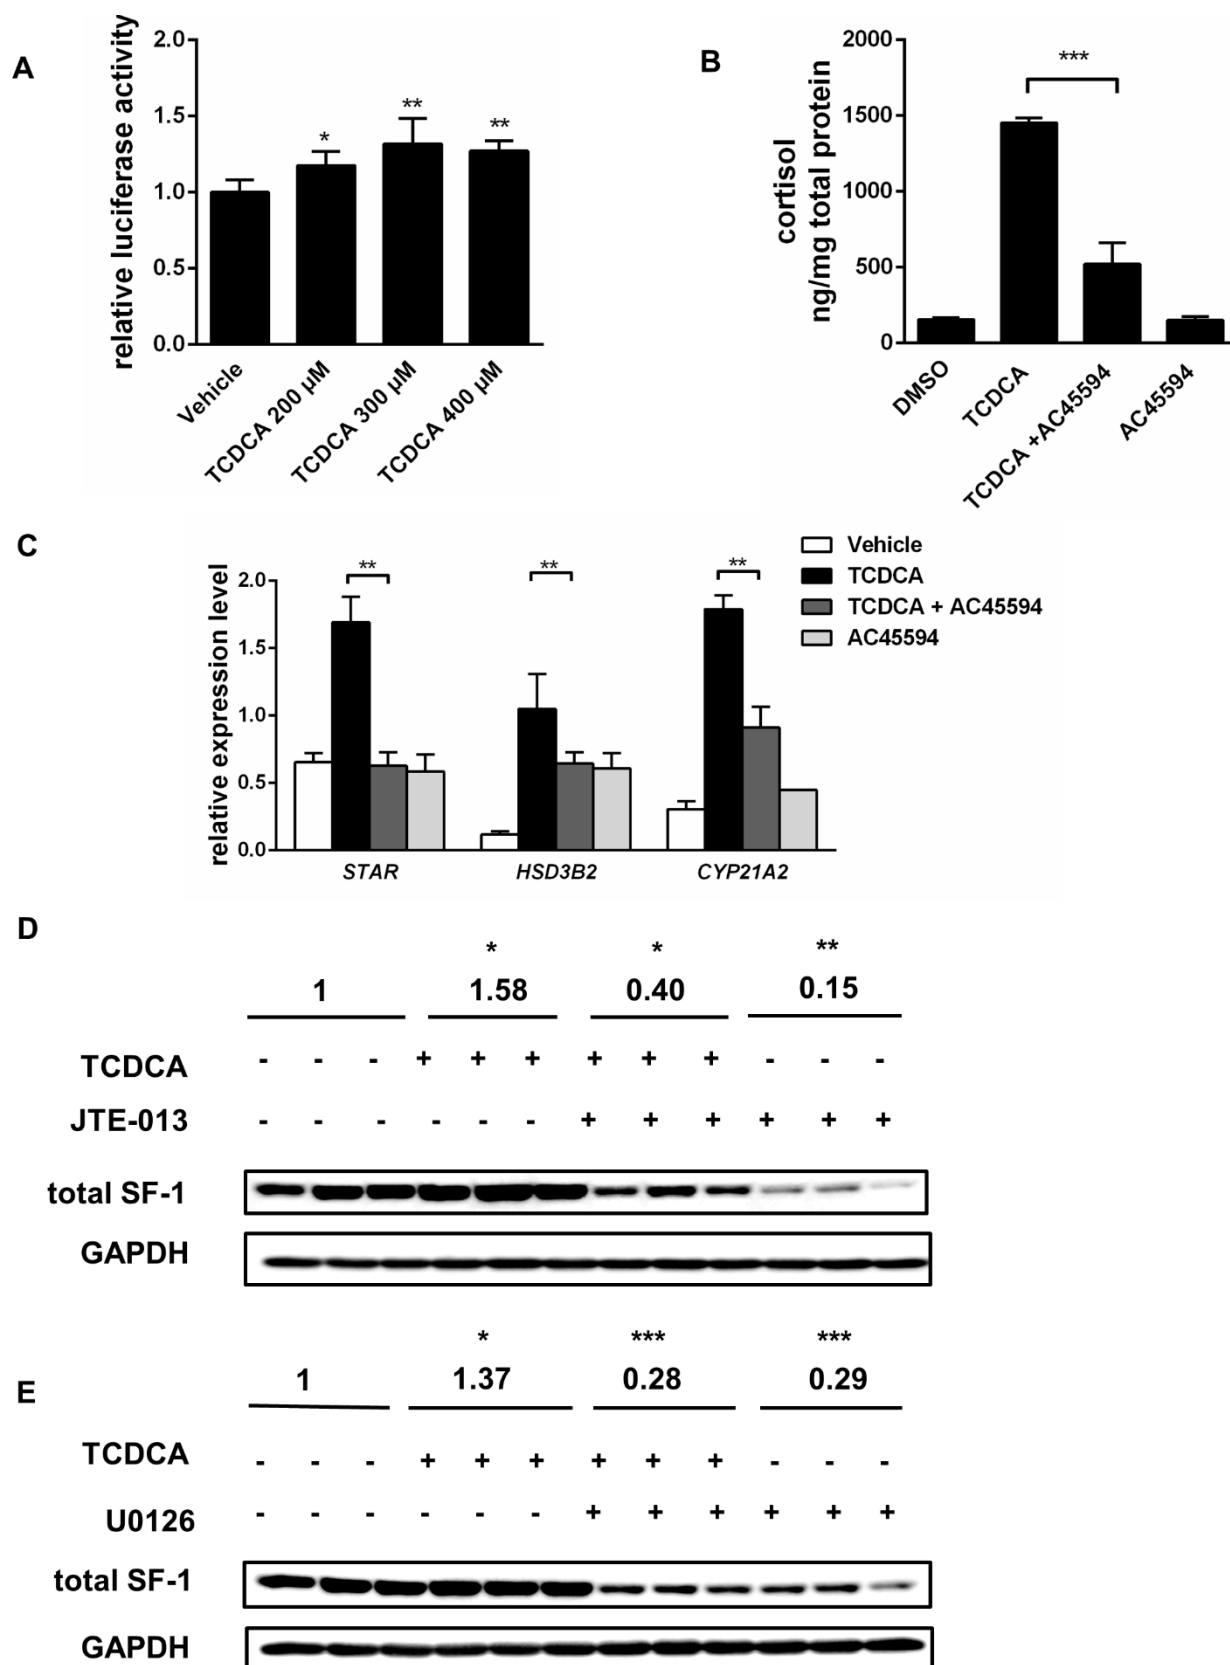 A
relative luciferase activity
2.0
1.5
1.0
0.5
0.0
*
**
**
Vehicle
TCDCA 200 µM
TCDCA 300 µM
TCDCA 400 µM
B
cortisol
ng/mg total protein
2000
1500
1000
500
0
***
DMSO
TCDCA
TCDCA +AC45594
AC45594
C
relative expression level
2.0
1.5
1.0
0.5
0.0
**
**
**
STAR
HSD3B2
CYP21A2
Vehicle
TCDCA
TCDCA + AC45594
AC45594
D
* * **
1 1.58 0.40 0.15
TCDCA - - - + + + + + + - - -
JTE-013 - - - - - - + + + + + +
total SF-1
GAPDH
E
* *** ***
1 1.37 0.28 0.29
TCDCA - - - + + + + + + - - -
U0126 - - - - - - + + + + + +
total SF-1
GAPDH